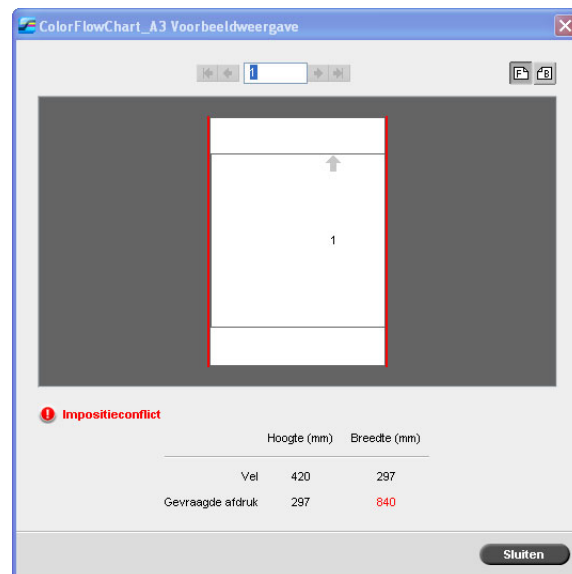 ColorFlowChart_A3 Voorbeeldweergave
1
F B
1
Impositieconflict
Hoogte (mm) Breedte (mm)
Vel 420 297
Gevraagde afdruk 297 840
Sluiten